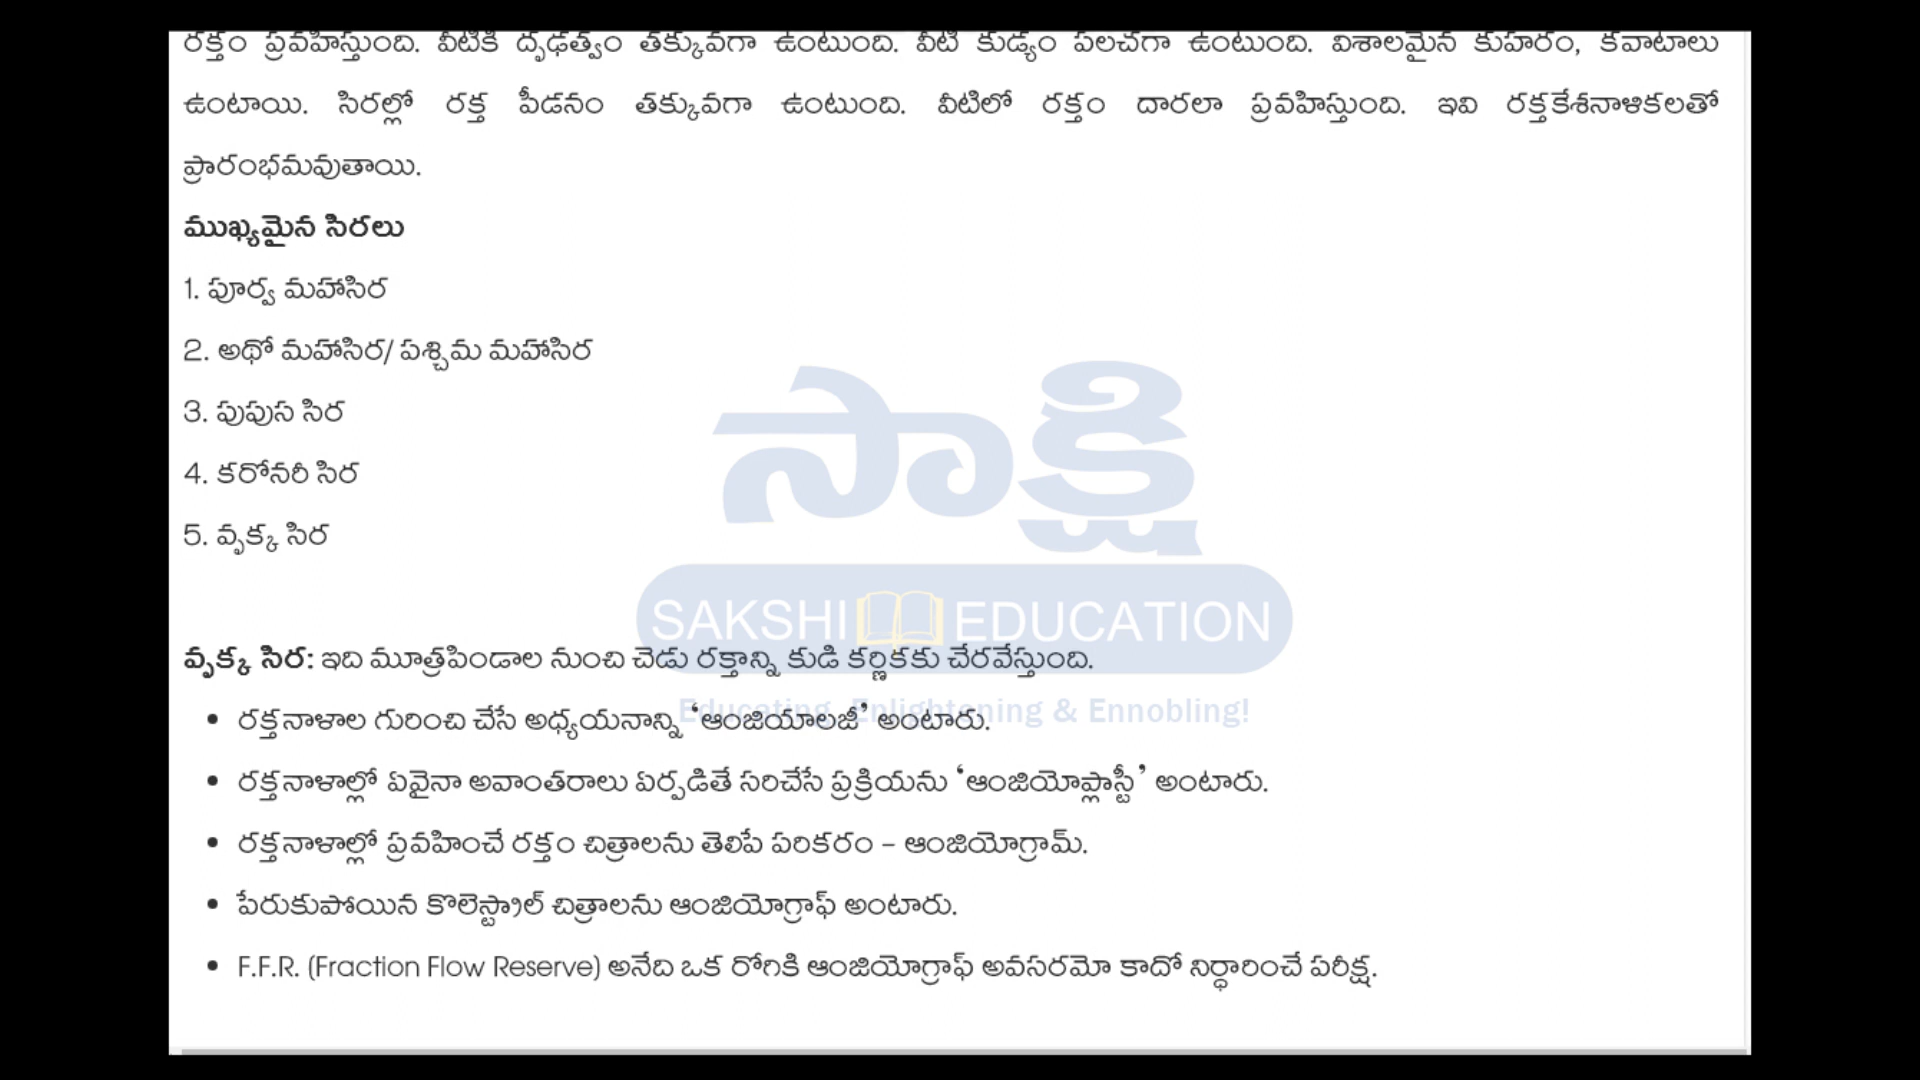 రక్తం ప్రవహిస్తుంది. వీటికి దృఢత్వం తక్కువగా ఉంటుంది. వీటి కుడ్యం పలచగా ఉంటుంది. విశాలమైన కుహరం, కవాటాలు
ఉంటాయి. సిరల్లో రక్త పీడనం తక్కువగా ఉంటుంది. వీటిలో రక్తం దారలా ప్రవహిస్తుంది. ఇవి రక్తకేశనాళికలతో
ప్రారంభమవుతాయి.
ముఖ్యమైన సిరలు
1. పూర్వ మహాసిర
2. అథో మహాసిర/ పశ్చిమ మహాసిర
3. పుపుస సిర
4. కరోనరీ సిర
5. వృక్క సిర
సాక్షి
SAKSHI EDUCATION
వృక్క సిర: ఇది మూత్రపిండాల నుంచి చెడు రక్తాన్ని కుడి కర్ణికకు చేరవేస్తుంది.
Educating, Enlightening & Ennobling!
• రక్తనాళాల గురించి చేసే అధ్యయనాన్ని ‘ఆంజియాలజీ’ అంటారు.
• రక్తనాళాల్లో ఏవైనా అవాంతరాలు ఏర్పడితే సరిచేసే ప్రక్రియను ‘ఆంజియోప్లాస్టీ’ అంటారు.
• రక్తనాళాల్లో ప్రవహించే రక్తం చిత్రాలను తెలిపే పరికరం – ఆంజియోగ్రామ్.
• పేరుకుపోయిన కొలెస్ట్రాల్ చిత్రాలను ఆంజియోగ్రాఫ్ అంటారు.
• F.F.R. (Fraction Flow Reserve) అనేది ఒక రోగికి ఆంజియోగ్రాఫ్ అవసరమో కాదో నిర్ధారించే పరీక్ష.